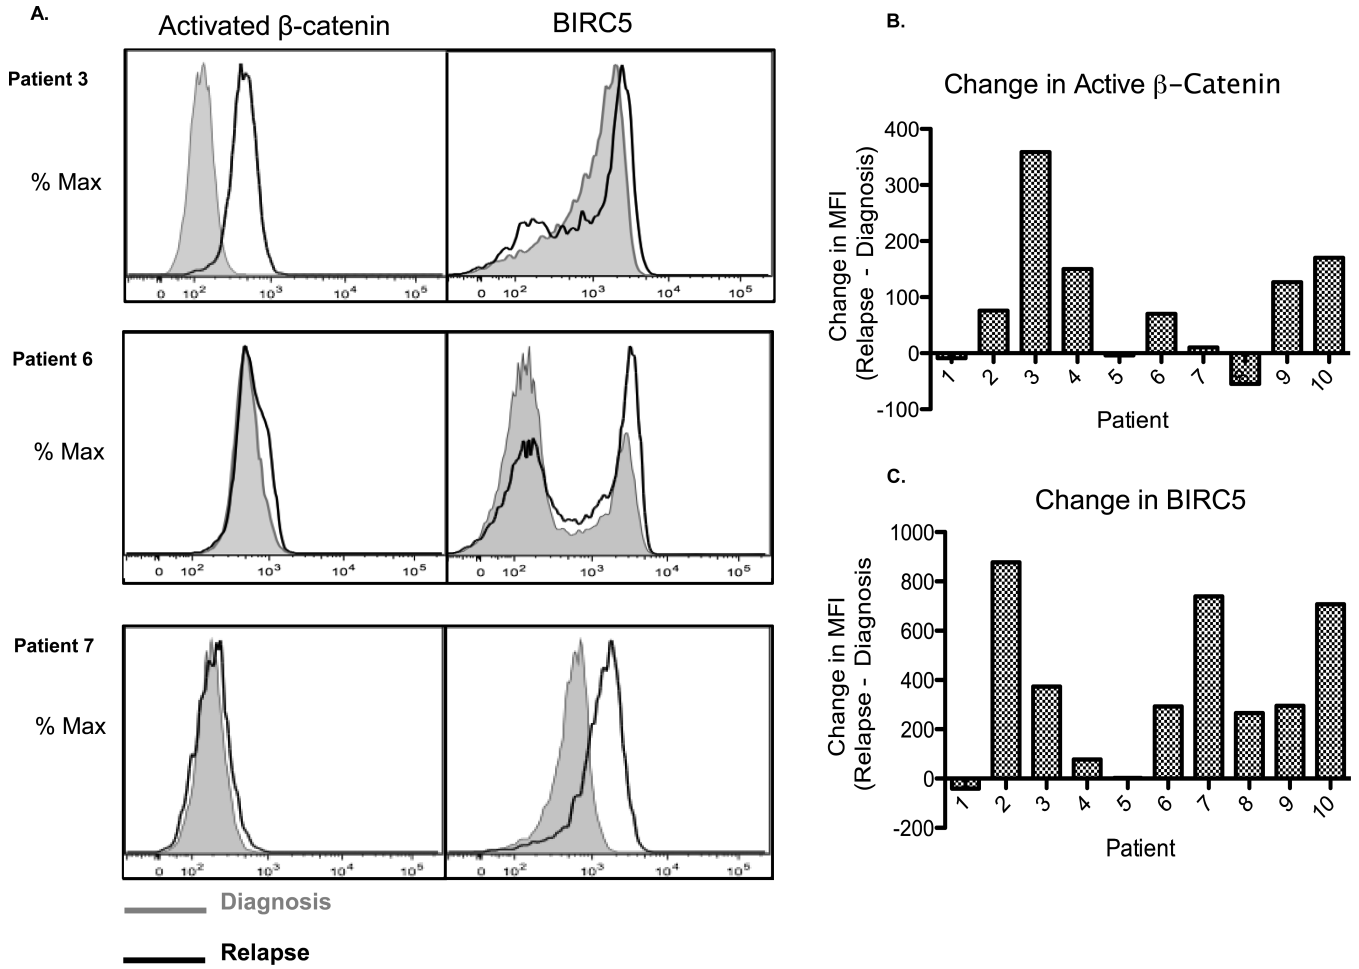 A.
Activated β-catenin
BIRC5
Patient 3
% Max
0 10² 10³ 10⁴ 10⁵
0 10² 10³ 10⁴ 10⁵
Patient 6
% Max
0 10² 10³ 10⁴ 10⁵
0 10² 10³ 10⁴ 10⁵
Patient 7
% Max
0 10² 10³ 10⁴ 10⁵
0 10² 10³ 10⁴ 10⁵
Diagnosis
Relapse
B.
Change in Active β-Catenin
Change in MFI
(Relapse - Diagnosis)
400
300
200
100
0
-100
1 2 3 4 5 6 7 8 9 10
Patient
C.
Change in BIRC5
Change in MFI
(Relapse - Diagnosis
1000
800
600
400
200
0
-200
1 2 3 4 5 6 7 8 9 10
Patient